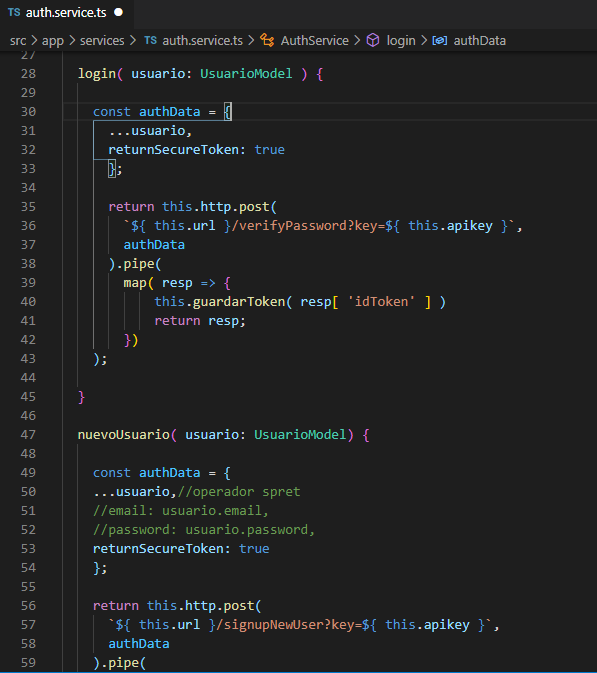 TS auth.service.ts ●
src > app > services > TS auth.service.ts > AuthService > login > authData
27
28 login( usuario: UsuarioModel ) {
29
30 const authData = {
31 ...usuario,
32 returnSecureToken: true
33 };
34
35 return this.http.post(
36 `${ this.url }/verifyPassword?key=${ this.apikey }`,
37 authData
38 ).pipe(
39 map( resp => {
40 this.guardarToken( resp[ 'idToken' ] )
41 return resp;
42 })
43 );
44
45 }
46
47 nuevoUsuario( usuario: UsuarioModel) {
48
49 const authData = {
50 ...usuario,//operador spret
51 //email: usuario.email,
52 //password: usuario.password,
53 returnSecureToken: true
54 };
55
56 return this.http.post(
57 `${ this.url }/signupNewUser?key=${ this.apikey }`,
58 authData
59 ).pipe(